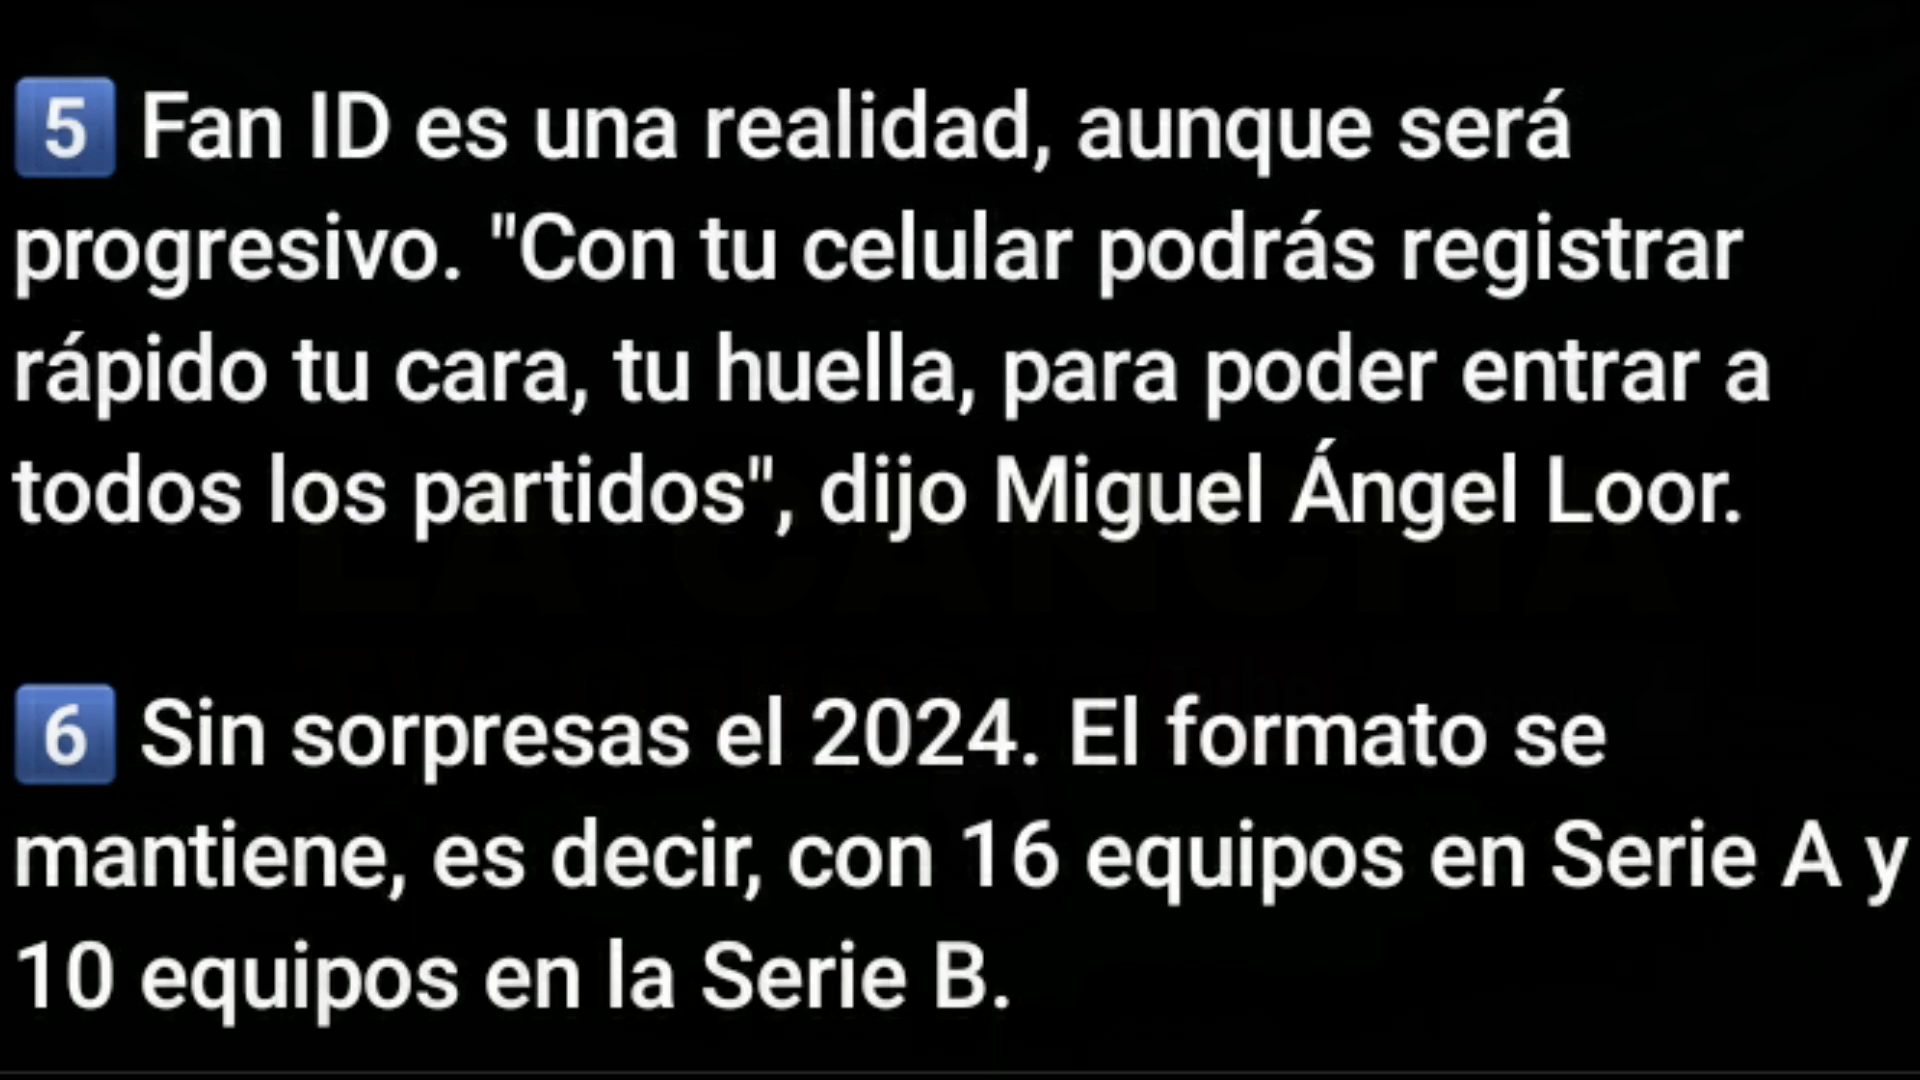 5️⃣ Fan ID es una realidad, aunque será
progresivo. "Con tu celular podrás registrar
rápido tu cara, tu huella, para poder entrar a
todos los partidos", dijo Miguel Ángel Loor.
6️⃣ Sin sorpresas el 2024. El formato se
mantiene, es decir, con 16 equipos en Serie A y
10 equipos en la Serie B.